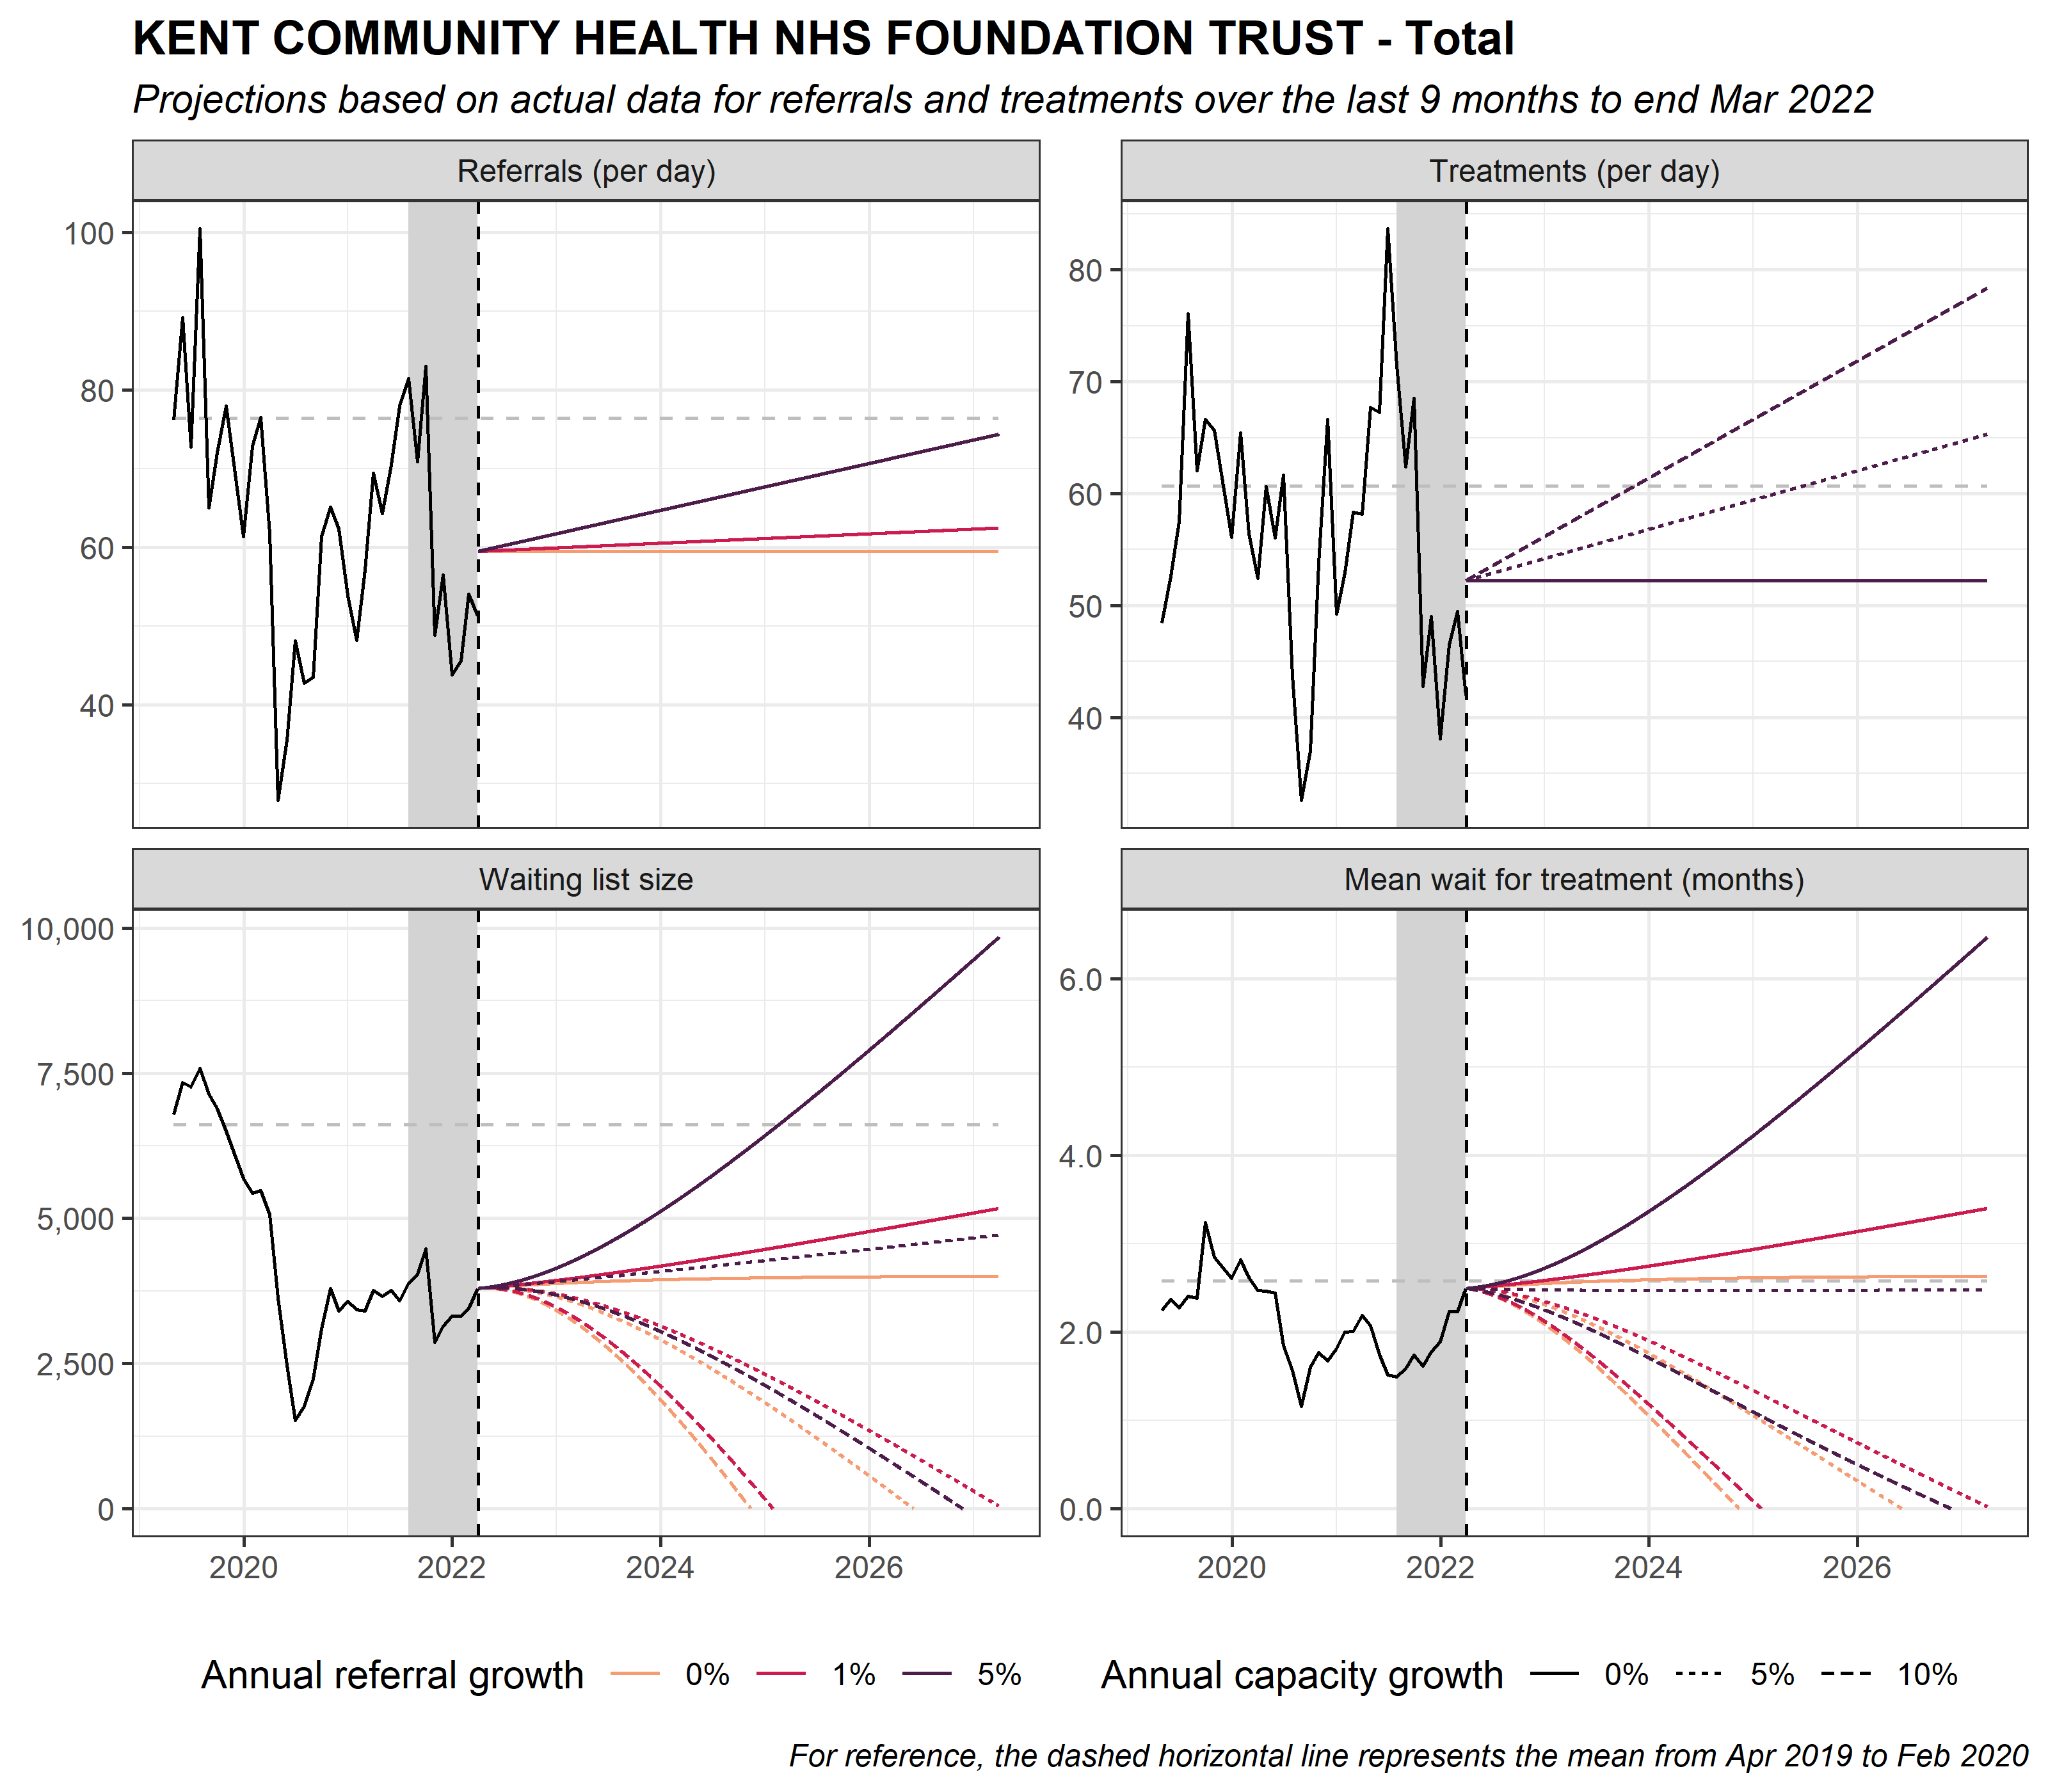 KENT COMMUNITY HEALTH NHS FOUNDATION TRUST - Total
Projections based on actual data for referrals and treatments over the last 9 months to end Mar 2022
Referrals (per day)
100
80
60
40
Treatments (per day)
80
70
60
50
40
Waiting list size
10,000
7,500
5,000
2,500
0
2020 2022 2024 2026
Mean wait for treatment (months)
6.0
4.0
2.0
0.0
2020 2022 2024 2026
Annual referral growth 0% 1% 5%
Annual capacity growth 0% 5% 10%
For reference, the dashed horizontal line represents the mean from Apr 2019 to Feb 2020